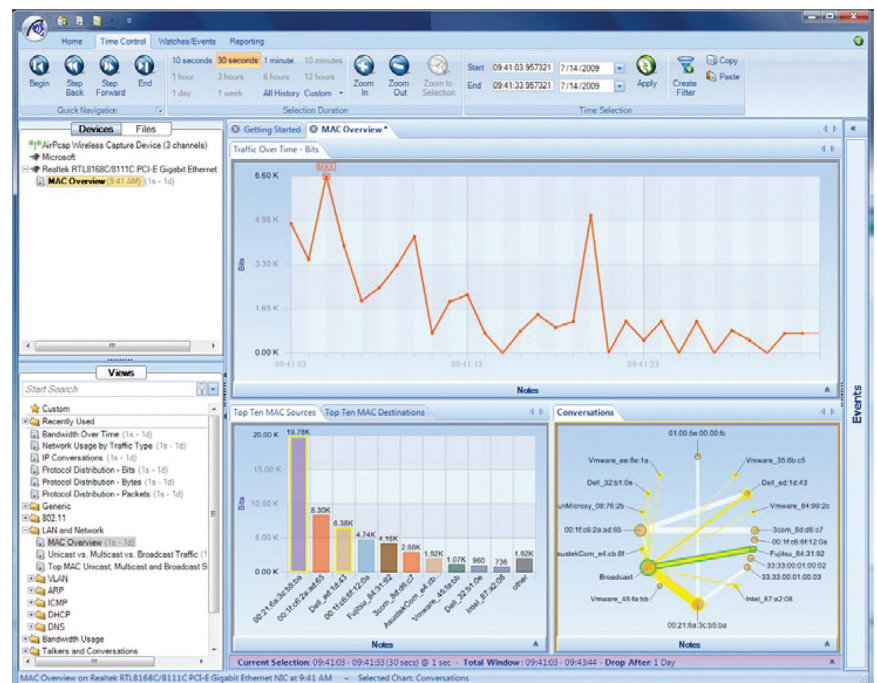 Home Time Control Watches/Events Reporting
10 seconds 30 seconds 1 minute 10 minutes
1 hour 3 hours 6 hours 12 hours
1 day 1 week All History Custom
Begin Step Back Step Forward End
Zoom In Zoom Out Zoom to Selection
Start 09:41:03.957321 7/14/2009
End 09:41:33.957321 7/14/2009
Apply Create Filter Copy
Paste
Quick Navigation Selection Duration Time Selection
Devices Files
AirPcap Wireless Capture Device (3 channels)
Microsoft
Realtek RTL8168C/8111C PCI-E Gigabit Ethernet
MAC Overview (9:41 AM) (1s - 1d)
Getting Started MAC Overview *
Traffic Over Time - Bits
MAX
6.60 K
4.95 K
3.30 K
1.65 K
0.00 K
Bits
09:41:03 09:41:13 09:41:23
Notes
Events
Views
Start Search
Custom
Recently Used
Bandwidth Over Time (1s - 1d)
Network Usage by Traffic Type (1s - 1d)
IP Conversations (1s - 1d)
Protocol Distribution - Bits (1s - 1d)
Protocol Distribution - Bytes (1s - 1d)
Protocol Distribution - Packets (1s - 1d)
Generic
802.11
LAN and Network
MAC Overview (1s - 1d)
Unicast vs. Multicast vs. Broadcast Traffic (1
Top MAC Unicast, Multicast and Broadcast S
VLAN
ARP
ICMP
DHCP
DNS
Bandwidth Usage
Talkers and Conversations
Top Ten MAC Sources Top Ten MAC Destinations
20.00 K
15.00 K
10.00 K
5.00 K
0.00 K
Bits
19.78K
8.30K
6.38K
4.74K
4.16K
2.88K
1.92K
1.07K
960
736
1.92K
00:21:6a:3c:b5:ba
00:1f:c6:2a:ad:65
Dell_ed:1d:43
00:1f:c6:6f:12:0a
Fujitsu_84:31:92
3com_8d:d6:c7
AsustekCom_e4:cb:
Vmware_45:fa:bb
Dell_32:b1:0e
Intel_87:a2:08
other
Notes
Conversations
01:00:5e:00:00:fc
Vmware_ee:8e:1a
Dell_32:b1:0e
unMicrosy_08:76:2b
00:1f:c6:2a:ad:65
sustekCom_e4:cb:8f
Broadcast
Vmware_45:fa:bb
00:21:6a:3c:b5:ba
Dell_ed:1d:43
Vmware_84:99:2c
3com_8d:d6:c7
00:1f:c6:6f:12:0a
Fujitsu_84:31:92
33:33:00:01:00:02
33:33:00:01:00:03
Intel_87:a2:08
Notes
Current Selection: 09:41:03 - 09:41:33 (30 secs) @ 1 sec - Total Window: 09:41:03 - 09:43:44 - Drop After: 1 Day
MAC Overview on Realtek RTL8168C/8111C PCI-E Gigabit Ethernet NIC at 9:41 AM ~ Selected Chart: Conversations